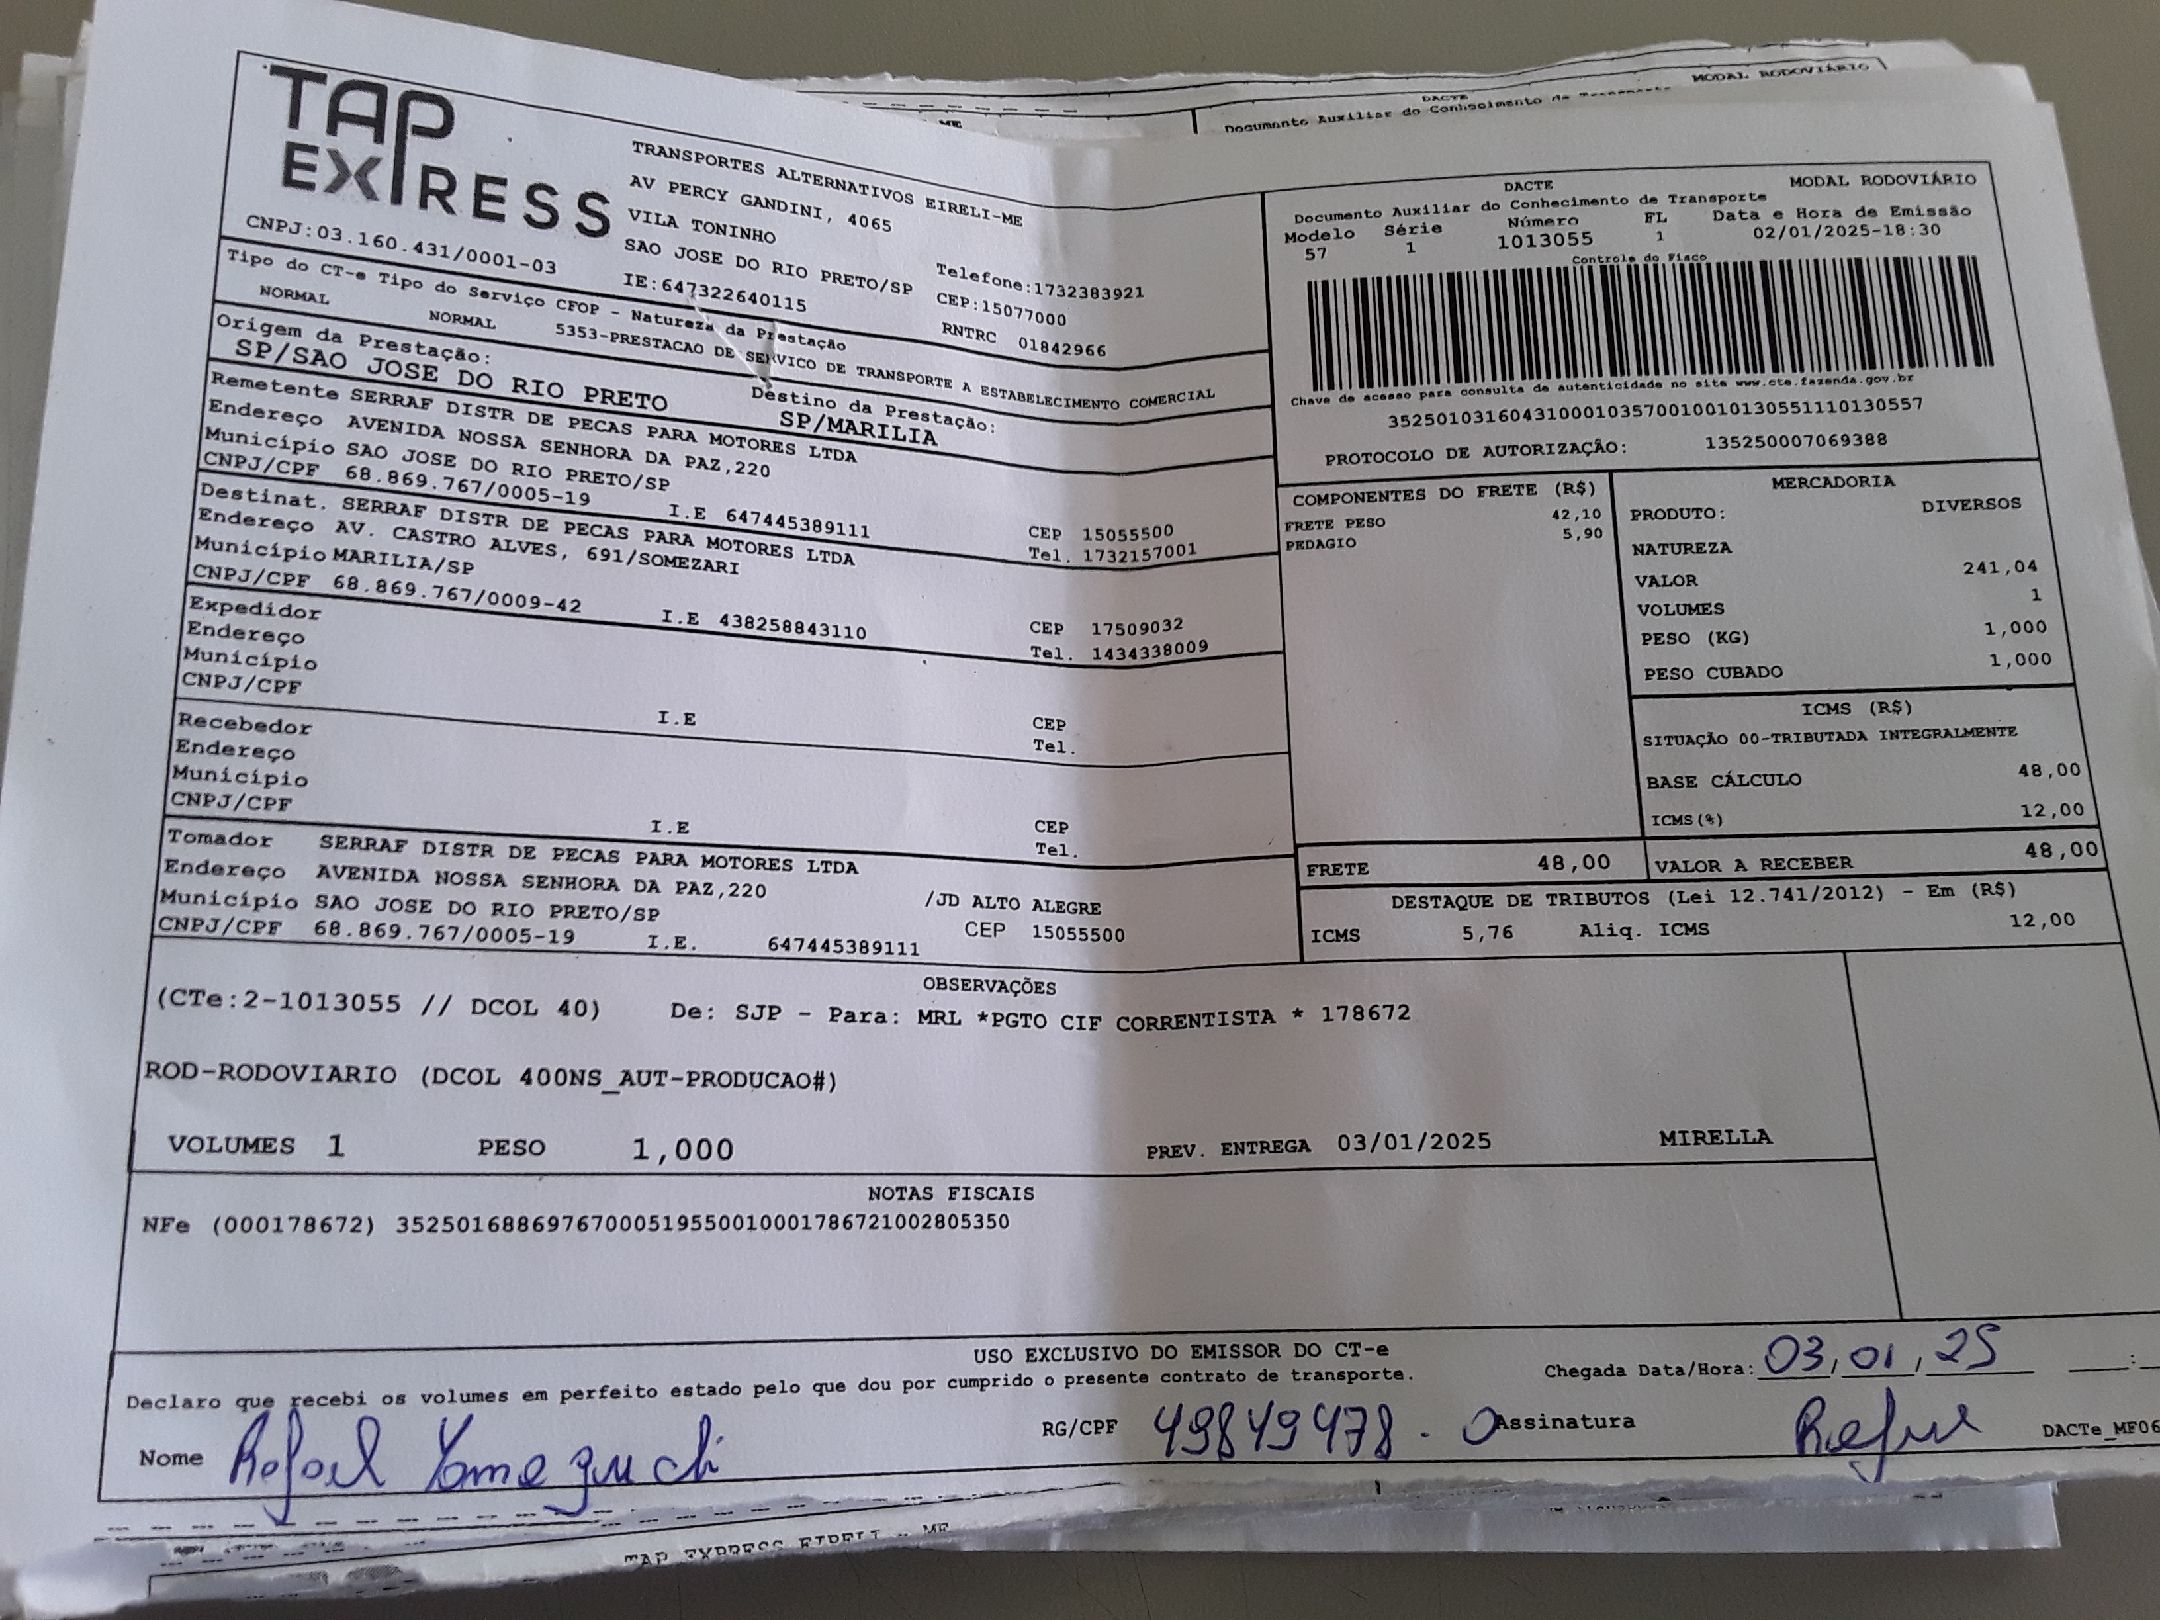 MODAL RODOVIÁRIO
DACTE
Documento Auxiliar do Conhecimento de Transporte
ME
TAP
EXPRESS
CNPJ:03.160.431/0001-03
TRANSPORTES ALTERNATIVOS EIRELI-ME
AV PERCY GANDINI, 4065
VILA TONINHO
SAO JOSE DO RIO PRETO/SP
IE:647322640115
Telefone:1732383921
CEP:15077000
RNTRC 01842966
DACTE MODAL RODOVIÁRIO
Documento Auxiliar do Conhecimento de Transporte
Modelo Série Número FL Data e Hora de Emissão
57 1 1013055 1 02/01/2025-18:30
Controle do Fisco
Chave de acesso para consulta de autenticidade no site www.cte.fazenda.gov.br
35250103160431000103570010010130551110130557
PROTOCOLO DE AUTORIZAÇÃO: 135250007069388
Tipo do CT-e Tipo do Serviço CFOP - Natureza da Prestação
NORMAL NORMAL 5353-PRESTACAO DE SERVICO DE TRANSPORTE A ESTABELECIMENTO COMERCIAL
Origem da Prestação: Destino da Prestação:
SP/SAO JOSE DO RIO PRETO SP/MARILIA
Remetente SERRAF DISTR DE PECAS PARA MOTORES LTDA
Endereço AVENIDA NOSSA SENHORA DA PAZ,220
Município SAO JOSE DO RIO PRETO/SP CEP 15055500
CNPJ/CPF 68.869.767/0005-19 I.E 647445389111 Tel. 1732157001
Destinat. SERRAF DISTR DE PECAS PARA MOTORES LTDA
Endereço AV. CASTRO ALVES, 691/SOMEZARI
Município MARILIA/SP CEP 17509032
CNPJ/CPF 68.869.767/0009-42 I.E 438258843110 Tel. 1434338009
Expedidor
Endereço
Município CEP
CNPJ/CPF I.E Tel.
Recebedor
Endereço
Município CEP
CNPJ/CPF I.E Tel.
Tomador SERRAF DISTR DE PECAS PARA MOTORES LTDA
Endereço AVENIDA NOSSA SENHORA DA PAZ,220 /JD ALTO ALEGRE
Município SAO JOSE DO RIO PRETO/SP CEP 15055500
CNPJ/CPF 68.869.767/0005-19 I.E. 647445389111
COMPONENTES DO FRETE (R$)
FRETE PESO 42,10
PEDAGIO 5,90
MERCADORIA
PRODUTO: DIVERSOS
NATUREZA
VALOR 241,04
VOLUMES 1
PESO (KG) 1,000
PESO CUBADO 1,000
ICMS (R$)
SITUAÇÃO 00-TRIBUTADA INTEGRALMENTE
BASE CÁLCULO 48,00
ICMS(%) 12,00
FRETE 48,00 VALOR A RECEBER 48,00
DESTAQUE DE TRIBUTOS (Lei 12.741/2012) - Em (R$)
ICMS 5,76 Aliq. ICMS 12,00
OBSERVAÇÕES
(CTe:2-1013055 // DCOL 40) De: SJP - Para: MRL *PGTO CIF CORRENTISTA * 178672
ROD-RODOVIARIO (DCOL 400NS_AUT-PRODUCAO#)
VOLUMES 1 PESO 1,000 PREV. ENTREGA 03/01/2025 MIRELLA
NOTAS FISCAIS
NFe (000178672) 35250168869767000519550010001786721002805350
USO EXCLUSIVO DO EMISSOR DO CT-e
Declaro que recebi os volumes em perfeito estado pelo que dou por cumprido o presente contrato de transporte. Chegada Data/Hora: 03,01,25 :
Nome Rafael Yameguchi RG/CPF 49849478.0 Assinatura DACTe_MF06
TAP EXPRESS EIRELI - ME